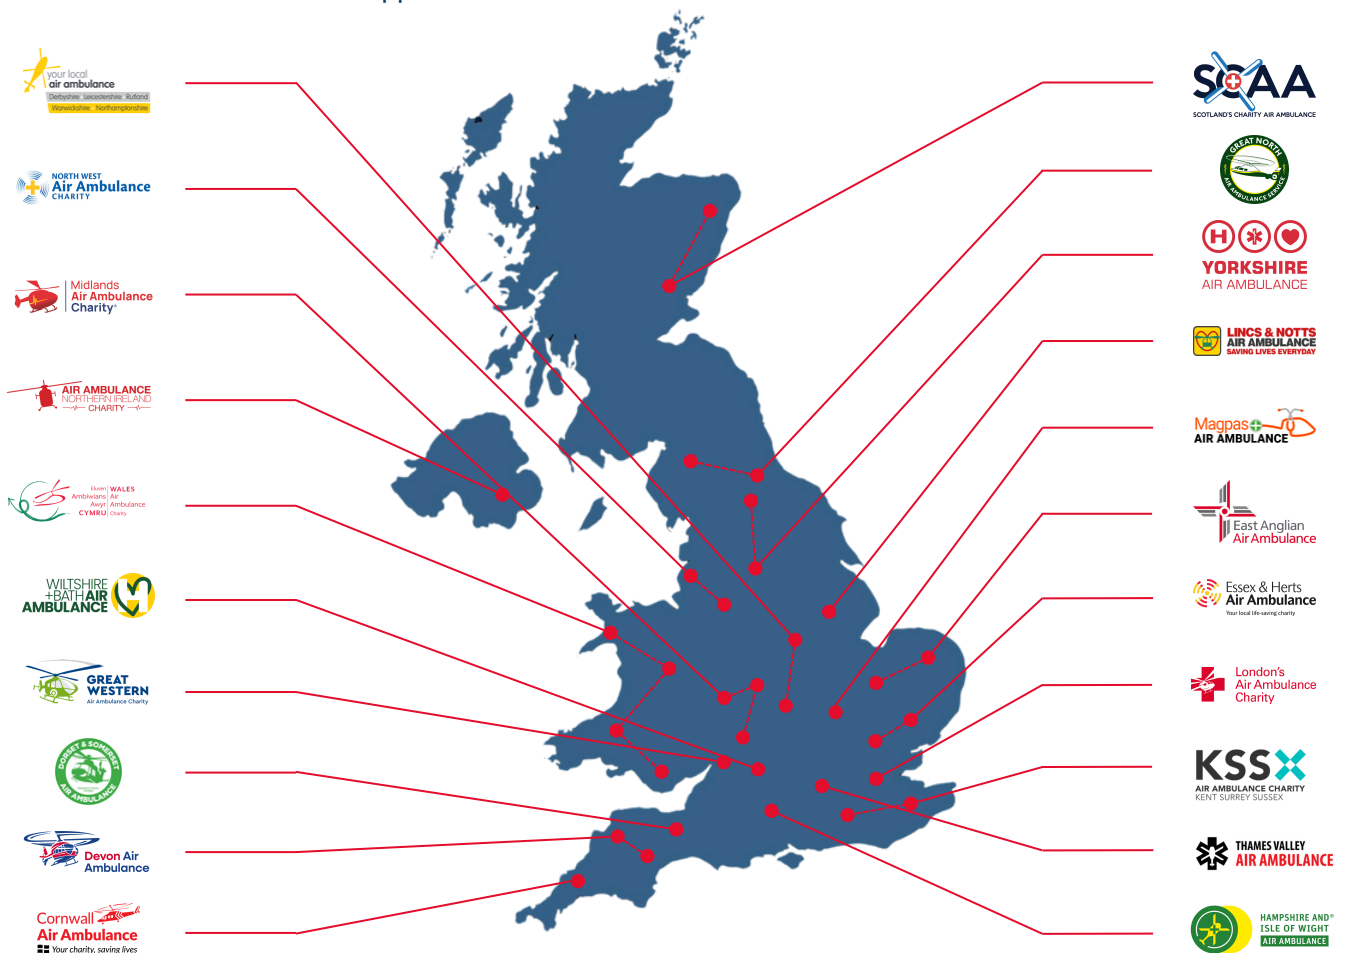 your local
air ambulance
Derbyshire Leicestershire Rutland
Warwickshire Northamptonshire
NORTH WEST
Air Ambulance
CHARITY
Midlands
Air Ambulance
Charity
AIR AMBULANCE
NORTHERN IRELAND
CHARITY
Elusen WALES
Ambiwlans Air
Awyr Ambulance
CYMRU Charity
WILTSHIRE
+BATH AIR
AMBULANCE
GREAT
WESTERN
Air Ambulance Charity
DORSET & SOMERSET
AIR AMBULANCE
Devon Air
Ambulance
Cornwall
Air Ambulance
Your charity, saving lives
SCAA
SCOTLAND'S CHARITY AIR AMBULANCE
GREAT NORTH
AIR AMBULANCE SERVICE
H
YORKSHIRE
AIR AMBULANCE
LINCS & NOTTS
AIR AMBULANCE
SAVING LIVES EVERYDAY
Magpas
AIR AMBULANCE
East Anglian
Air Ambulance
Essex & Herts
Air Ambulance
Your local life-saving charity
London's
Air Ambulance
Charity
KSS
AIR AMBULANCE CHARITY
KENT SURREY SUSSEX
THAMES VALLEY
AIR AMBULANCE
HAMPSHIRE AND®
ISLE OF WIGHT
AIR AMBULANCE